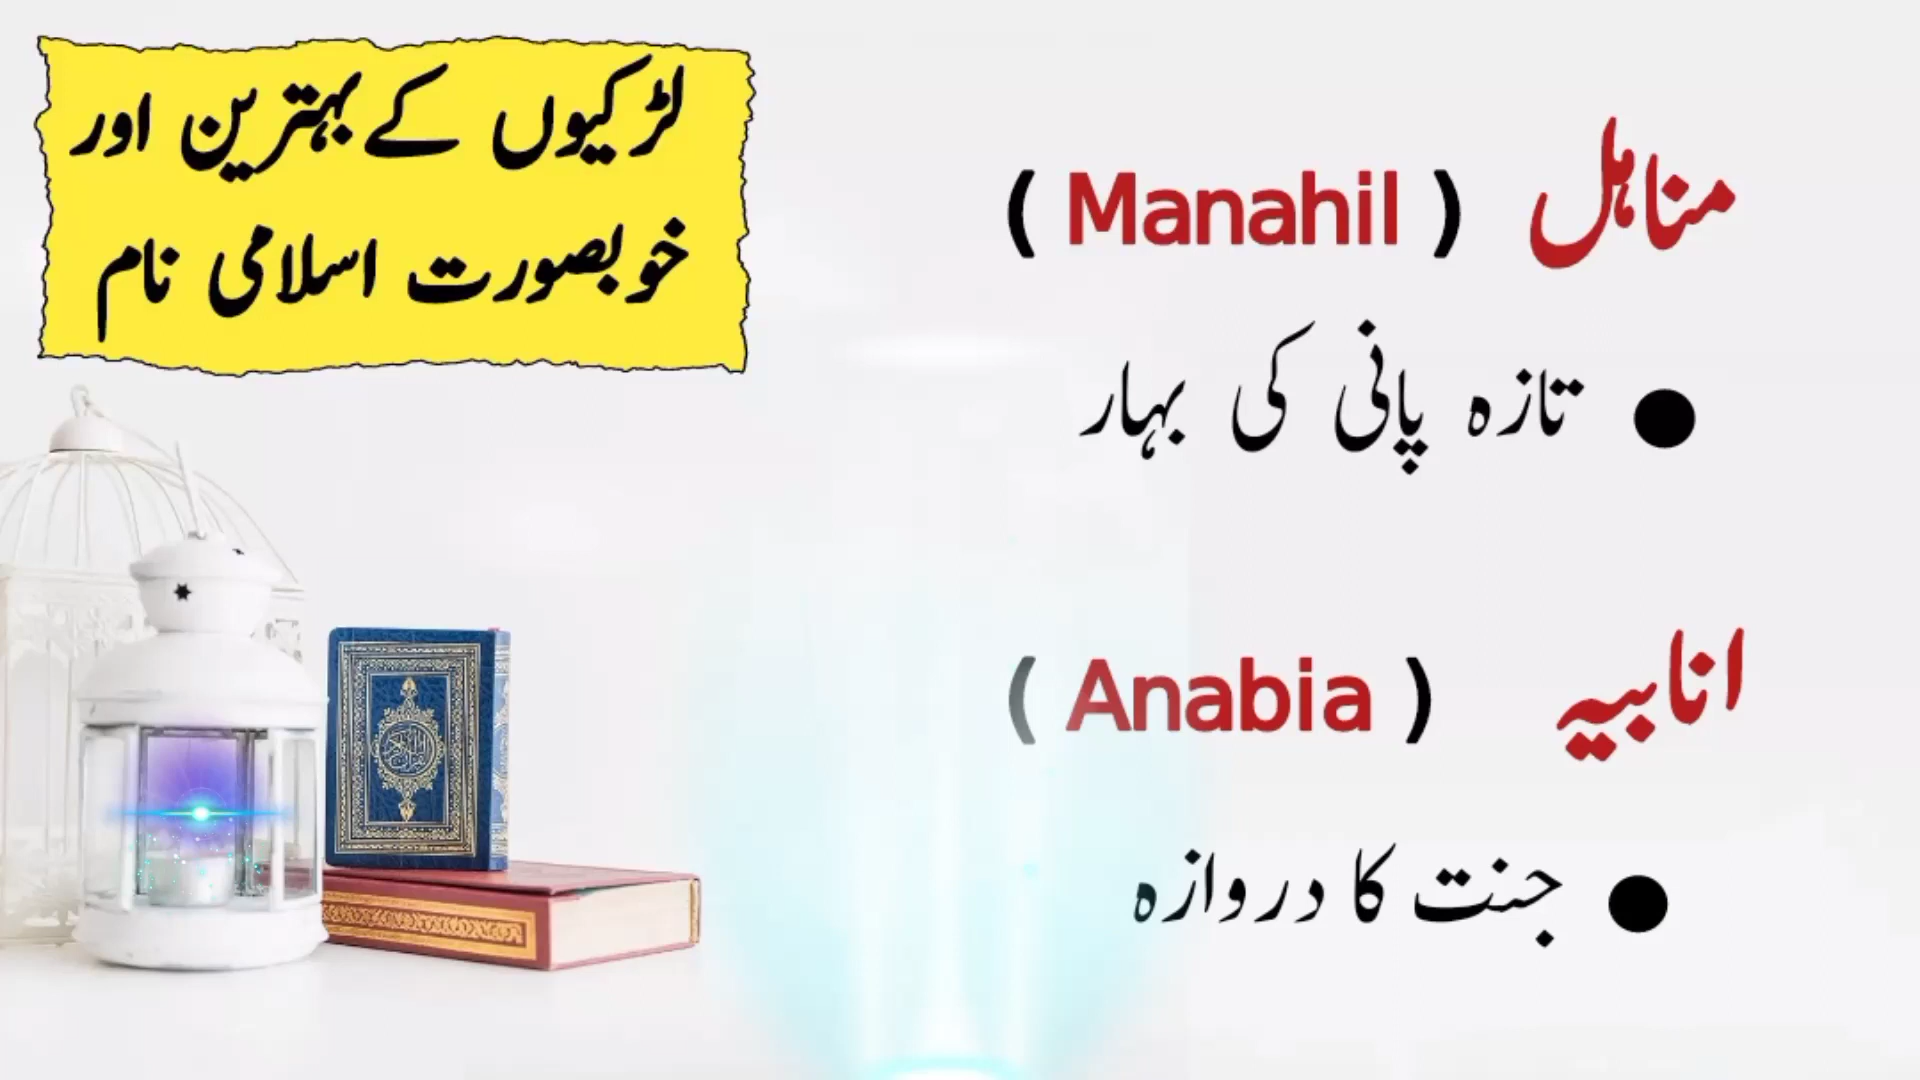 لڑکیوں کے بہترین اور
خوبصورت اسلامی نام
مناہل ( Manahil )
تازہ پانی کی بہار
انابیہ ( Anabia )
جنت کا دروازہ